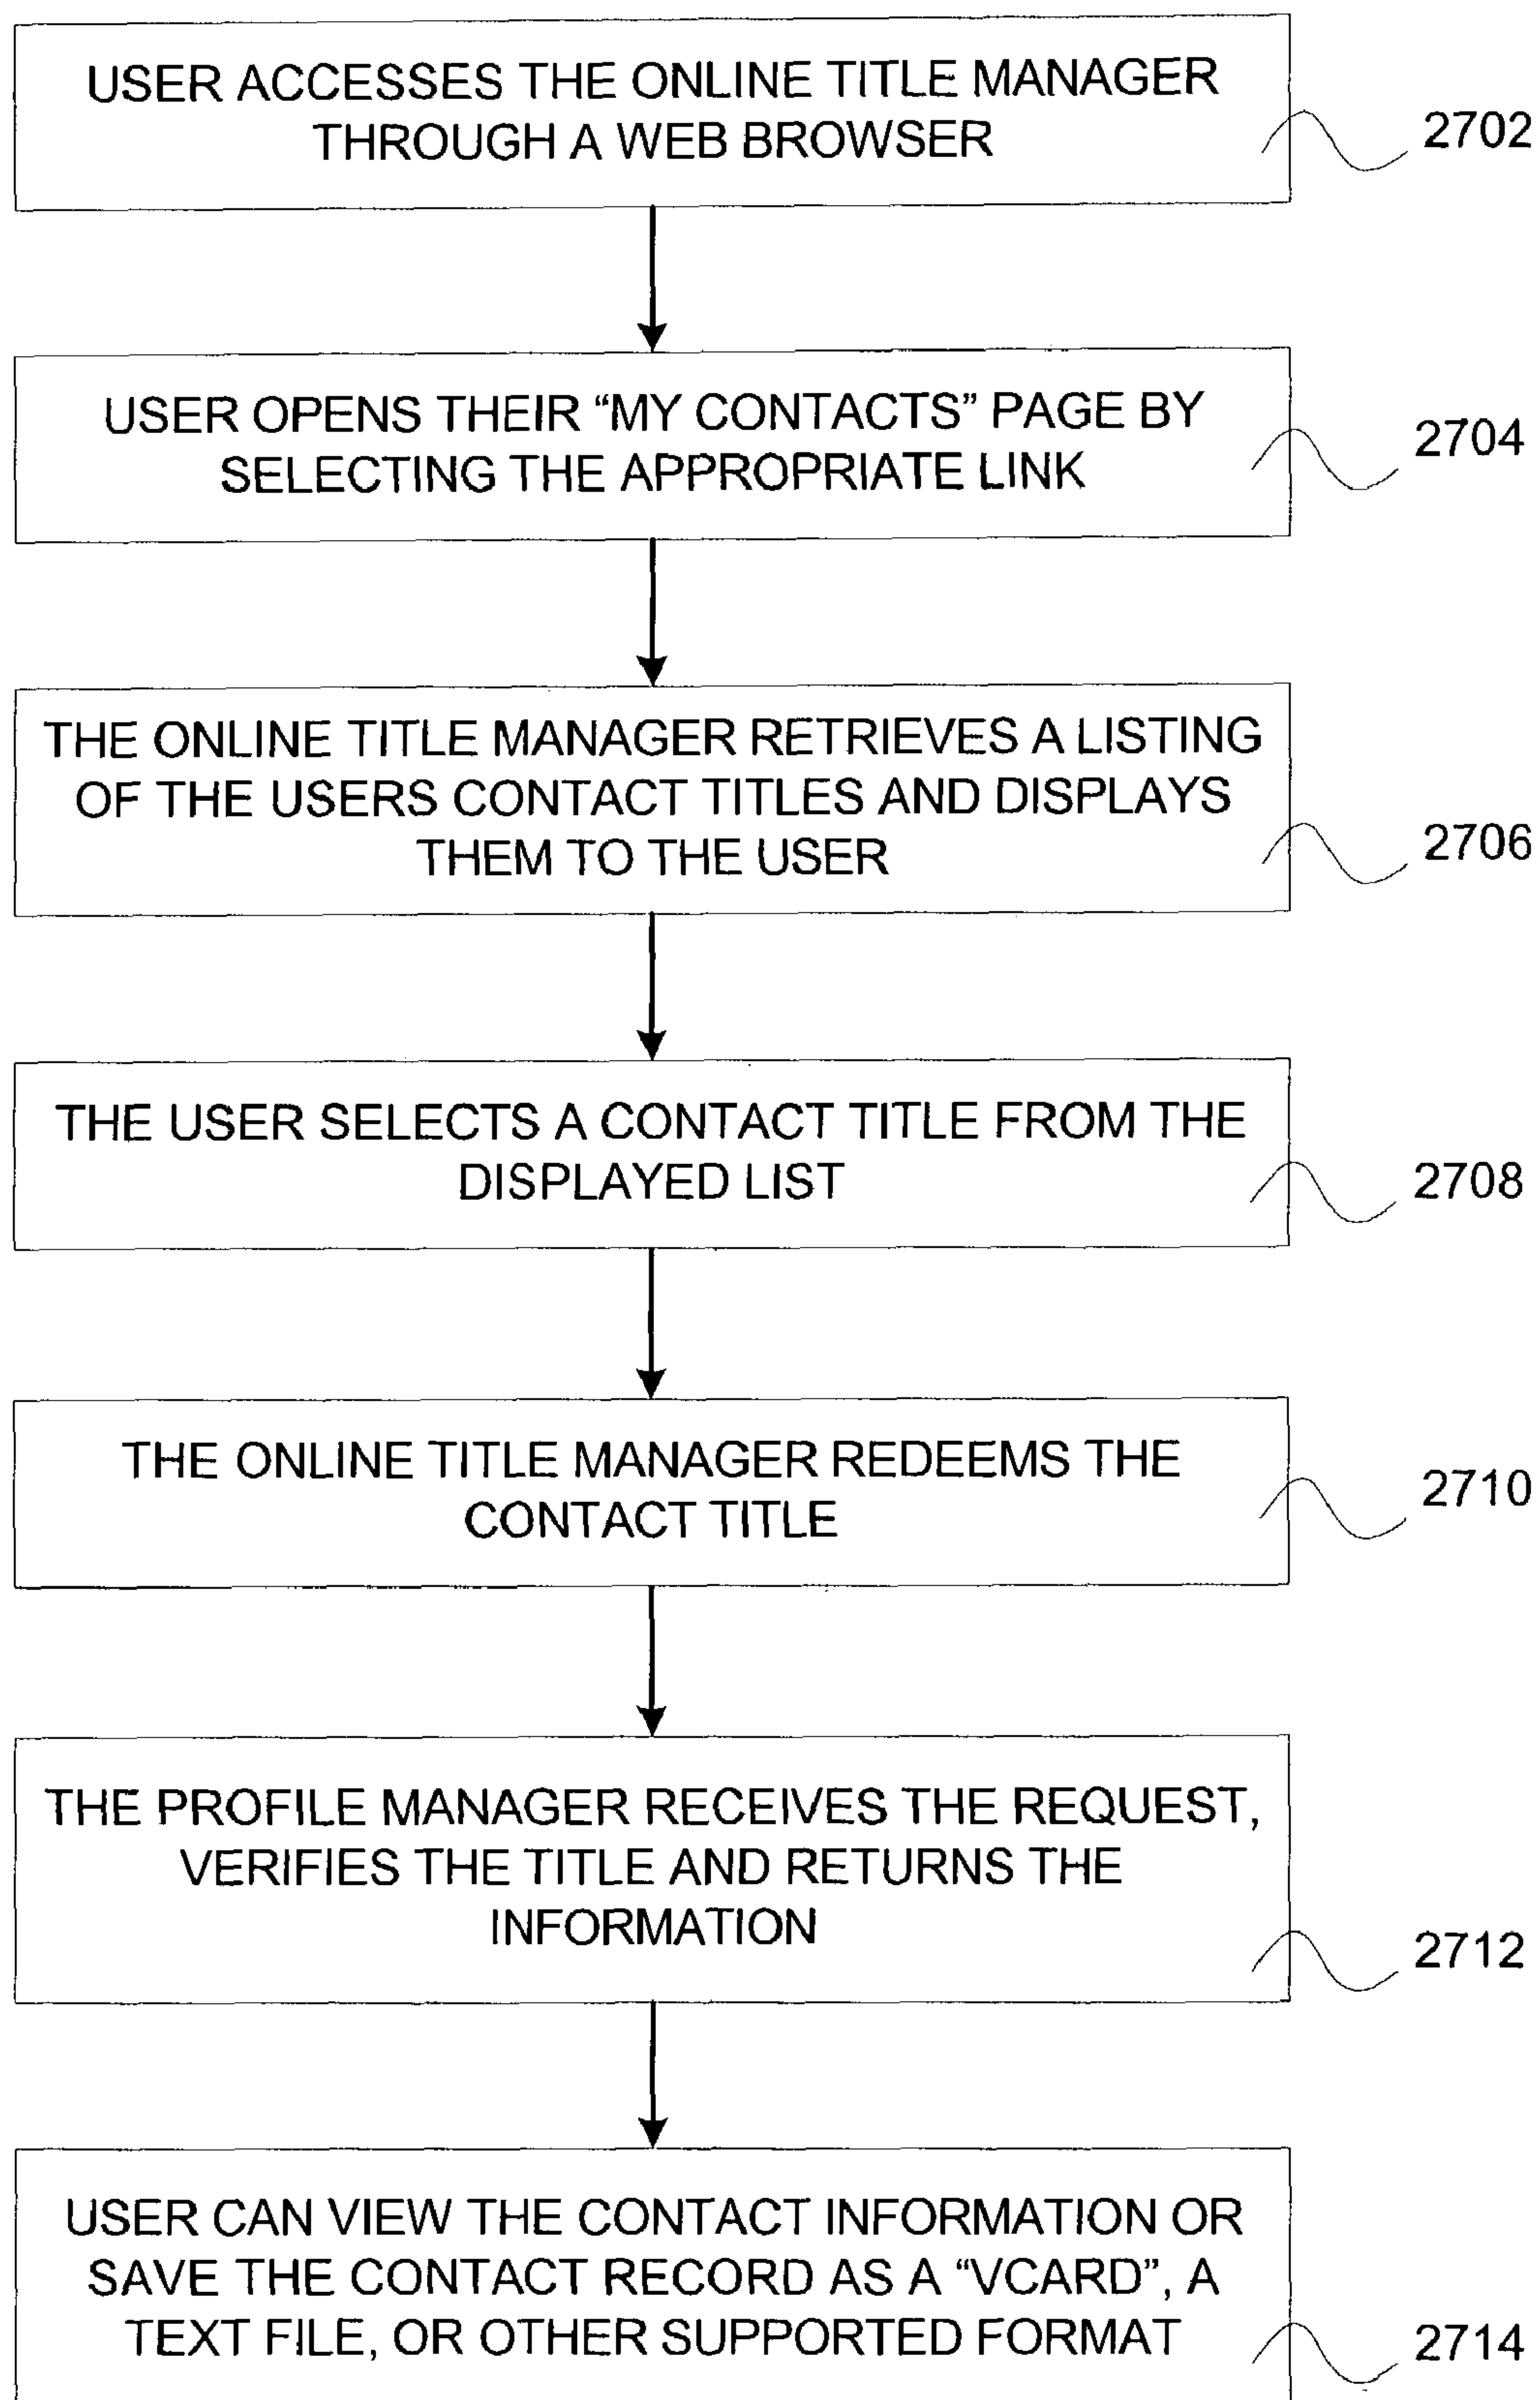 USER ACCESSES THE ONLINE TITLE MANAGER
THROUGH A WEB BROWSER
2702
USER OPENS THEIR “MY CONTACTS” PAGE BY
SELECTING THE APPROPRIATE LINK
2704
THE ONLINE TITLE MANAGER RETRIEVES A LISTING
OF THE USERS CONTACT TITLES AND DISPLAYS
THEM TO THE USER
2706
THE USER SELECTS A CONTACT TITLE FROM THE
DISPLAYED LIST
2708
THE ONLINE TITLE MANAGER REDEEMS THE
CONTACT TITLE
2710
THE PROFILE MANAGER RECEIVES THE REQUEST,
VERIFIES THE TITLE AND RETURNS THE
INFORMATION
2712
USER CAN VIEW THE CONTACT INFORMATION OR
SAVE THE CONTACT RECORD AS A “VCARD”, A
TEXT FILE, OR OTHER SUPPORTED FORMAT
2714